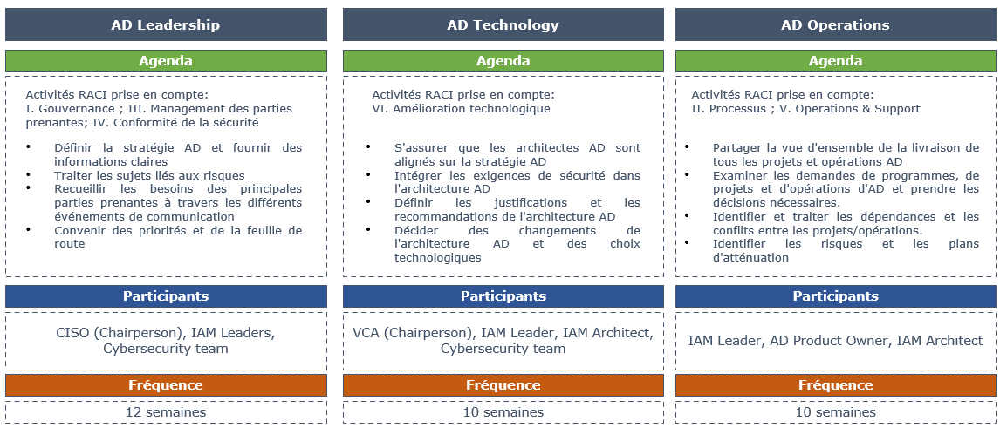 AD Leadership
Agenda
Activités RACI prise en compte:
I. Gouvernance ; III. Management des parties
prenantes; IV. Conformité de la sécurité
• Définir la stratégie AD et fournir des
informations claires
• Traiter les sujets liés aux risques
• Recueillir les besoins des principales
parties prenantes à travers les différents
événements de communication
• Convenir des priorités et de la feuille de
route
Participants
CISO (Chairperson), IAM Leaders,
Cybersecurity team
Fréquence
12 semaines
AD Technology
Agenda
Activités RACI prise en compte:
VI. Amélioration technologique
• S'assurer que les architectes AD sont
alignés sur la stratégie AD
• Intégrer les exigences de sécurité dans
l'architecture AD
• Définir les justifications et les
recommandations de l'architecture AD
• Décider des changements de
l'architecture AD et des choix
technologiques
Participants
VCA (Chairperson), IAM Leader, IAM Architect,
Cybersecurity team
Fréquence
10 semaines
AD Operations
Agenda
Activités RACI prise en compte:
II. Processus ; V. Operations & Support
• Partager la vue d'ensemble de la livraison de
tous les projets et opérations AD
• Examiner les demandes de programmes, de
projets et d'opérations d'AD et prendre les
décisions nécessaires.
• Identifier et traiter les dépendances et les
conflits entre les projets/opérations.
• Identifier les risques et les plans
d'atténuation
Participants
IAM Leader, AD Product Owner, IAM Architect
Fréquence
10 semaines